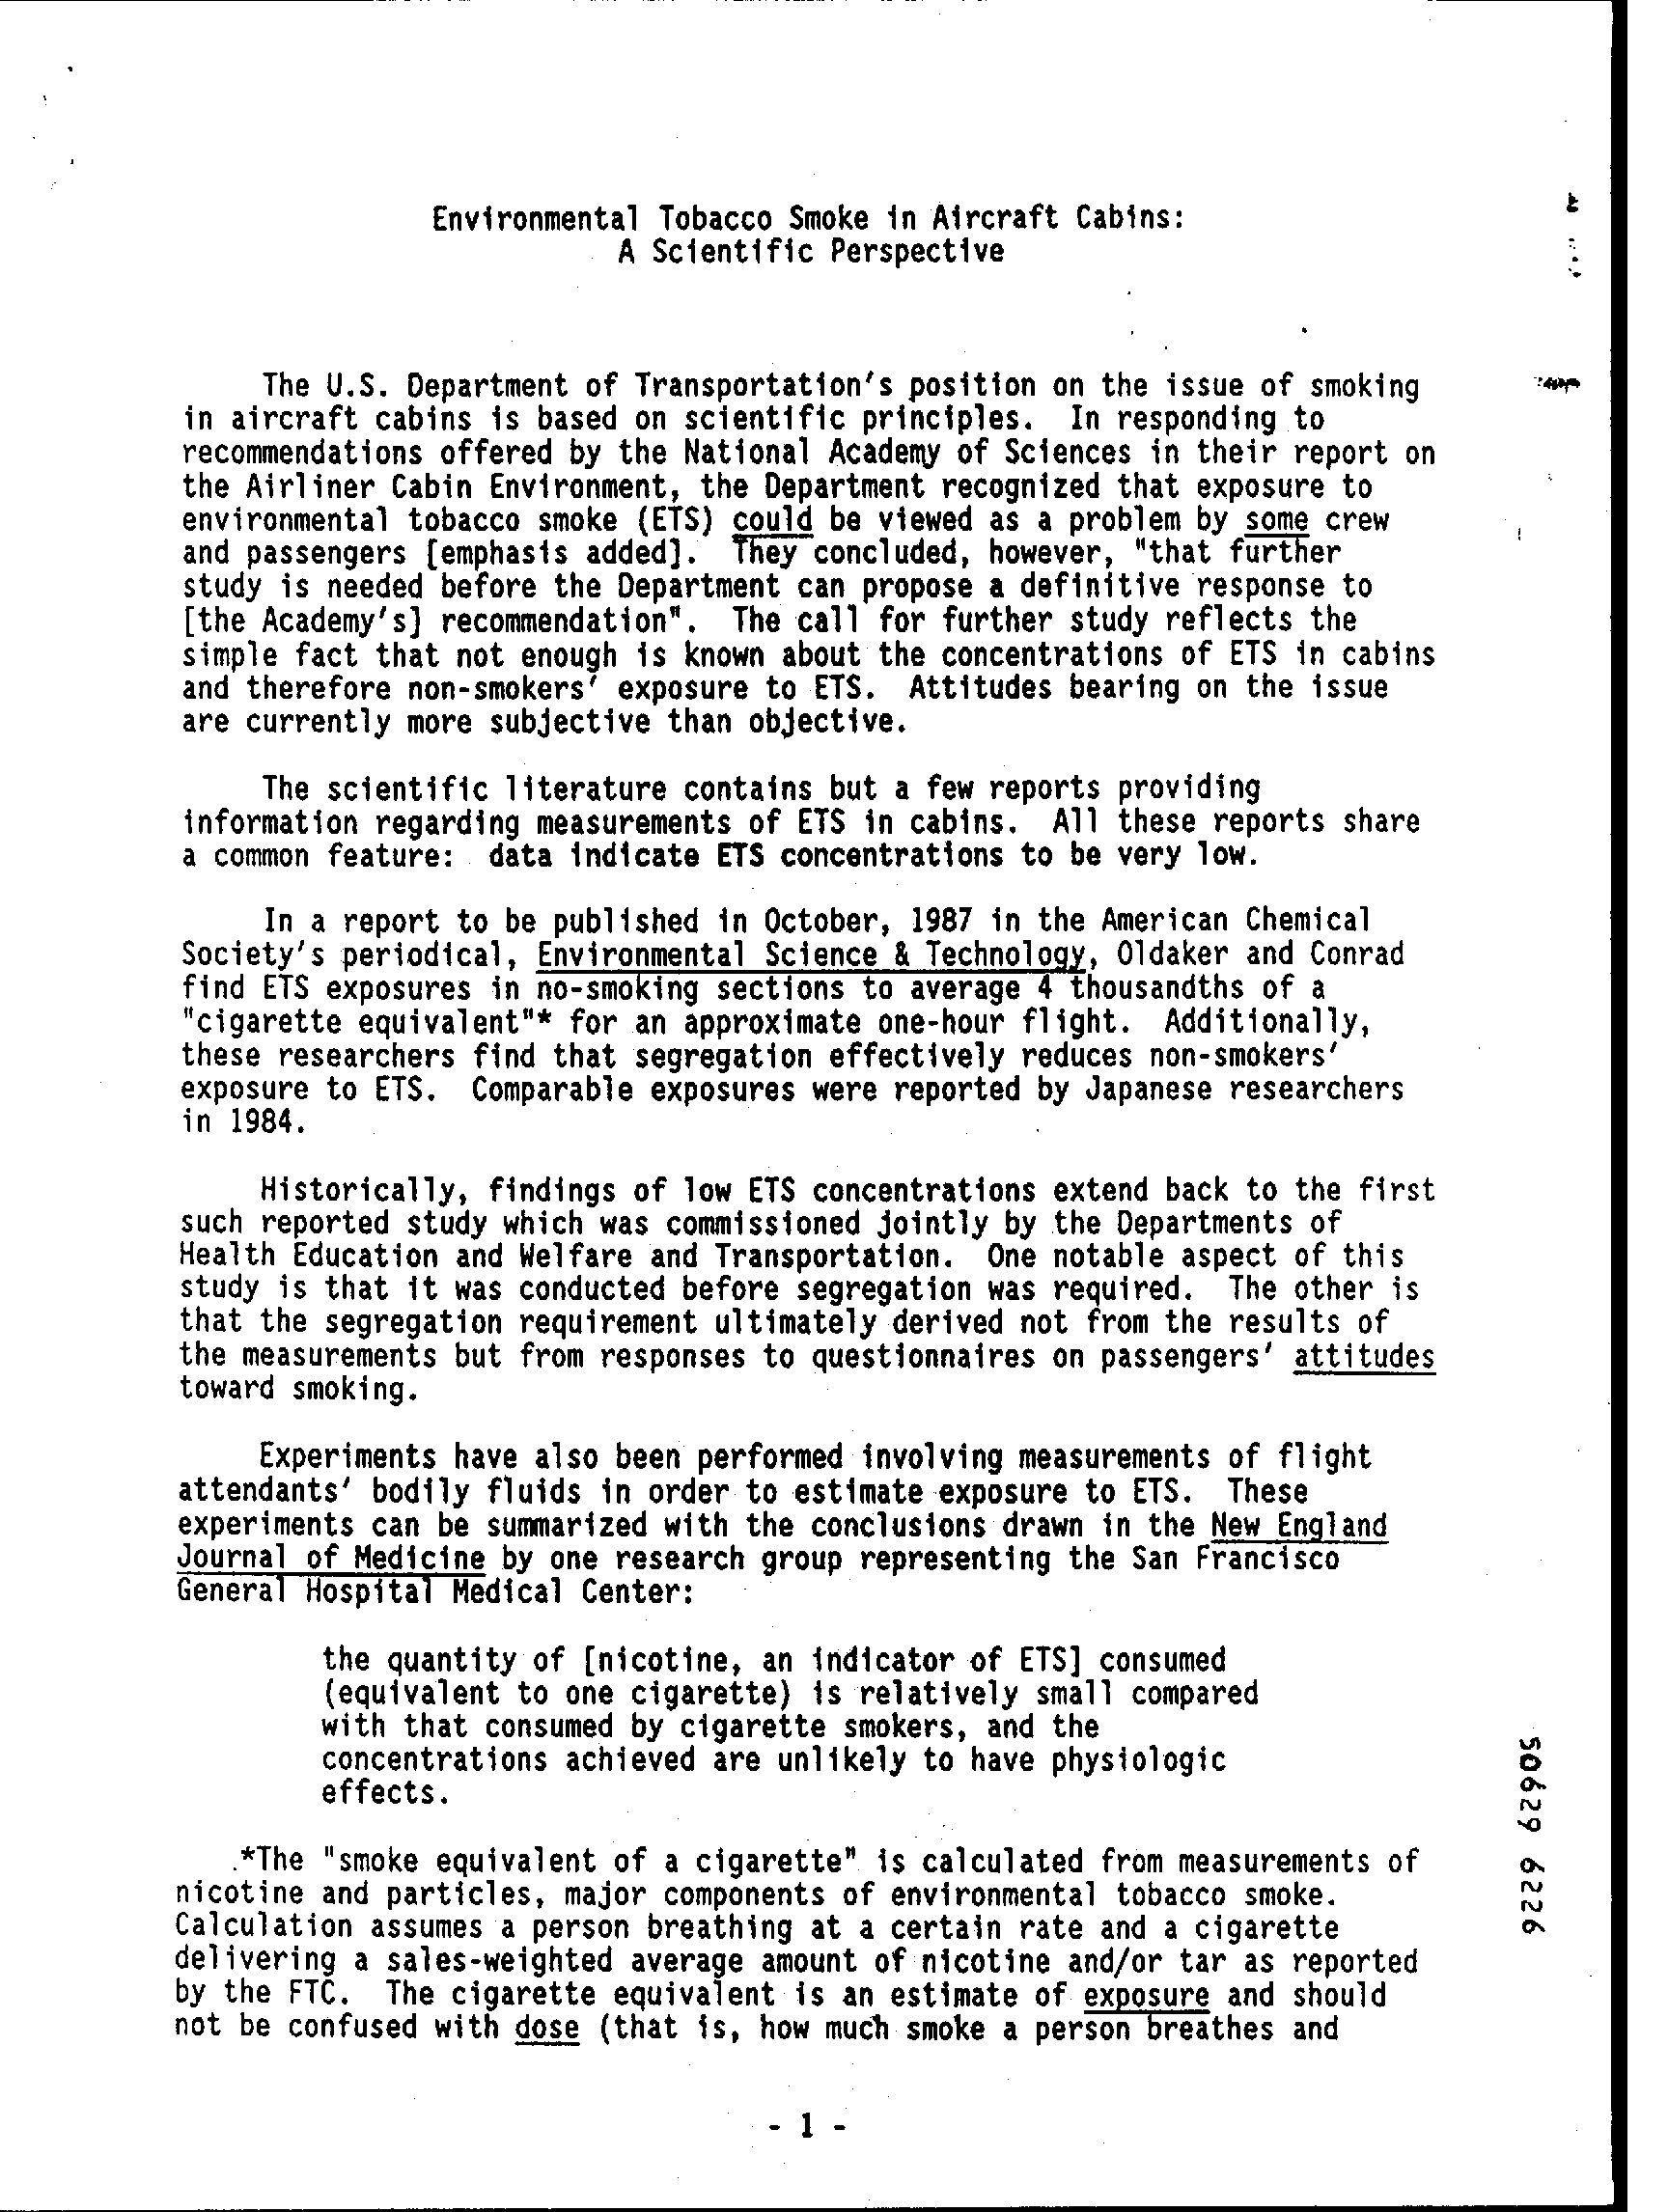 Environmental Tobacco Smoke in Aircraft Cabins:
A Scientific Perspective
The U.S. Department of Transportation's position on the issue of smoking
in aircraft cabins is based on scientific principles. In responding to
recommendations offered by the National Academy of Sciences in their report on
the Airliner Cabin Environment, the Department recognized that exposure to
environmental tobacco smoke (ETS) could be viewed as a problem by some crew
and passengers [emphasis added]. They concluded, however, "that further
study is needed before the Department can propose a definitive response to
[the Academy's] recommendation". The call for further study reflects the
simple fact that not enough is known about the concentrations of ETS in cabins
and therefore non-smokers' exposure to ETS. Attitudes bearing on the issue
are currently more subjective than objective.
The scientific literature contains but a few reports providing
information regarding measurements of ETS in cabins. All these reports share
a common feature: data indicate ETS concentrations to be very low.
In a report to be published in October, 1987 in the American Chemical
Society's periodical, Environmental Science & Technology, Oldaker and Conrad
find ETS exposures in no-smoking sections to average 4 thousandths of a
"cigarette equivalent"* for an approximate one-hour flight. Additionally,
these researchers find that segregation effectively reduces non-smokers'
exposure to ETS. Comparable exposures were reported by Japanese researchers
in 1984.
Historically, findings of low ETS concentrations extend back to the first
such reported study which was commissioned jointly by the Departments of
Health Education and Welfare and Transportation. One notable aspect of this
study is that it was conducted before segregation was required. The other is
that the segregation requirement ultimately derived not from the results of
the measurements but from responses to questionnaires on passengers' attitudes
toward smoking.
Experiments have also been performed involving measurements of flight
attendants' bodily fluids in order to estimate exposure to ETS. These
experiments can be summarized with the conclusions drawn in the New England
Journal of Medicine by one research group representing the San Francisco
General Hospital Medical Center:
the quantity of [nicotine, an indicator of ETS] consumed
(equivalent to one cigarette) is relatively small compared
with that consumed by cigarette smokers, and the
concentrations achieved are unlikely to have physiologic
effects.
*The "smoke equivalent of a cigarette" is calculated from measurements of
nicotine and particles, major components of environmental tobacco smoke.
Calculation assumes a person breathing at a certain rate and a cigarette
delivering a sales-weighted average amount of nicotine and/or tar as reported
by the FTC. The cigarette equivalent is an estimate of exposure and should
not be confused with dose (that is, how much smoke a person breathes and
- 1 -
50629 6226